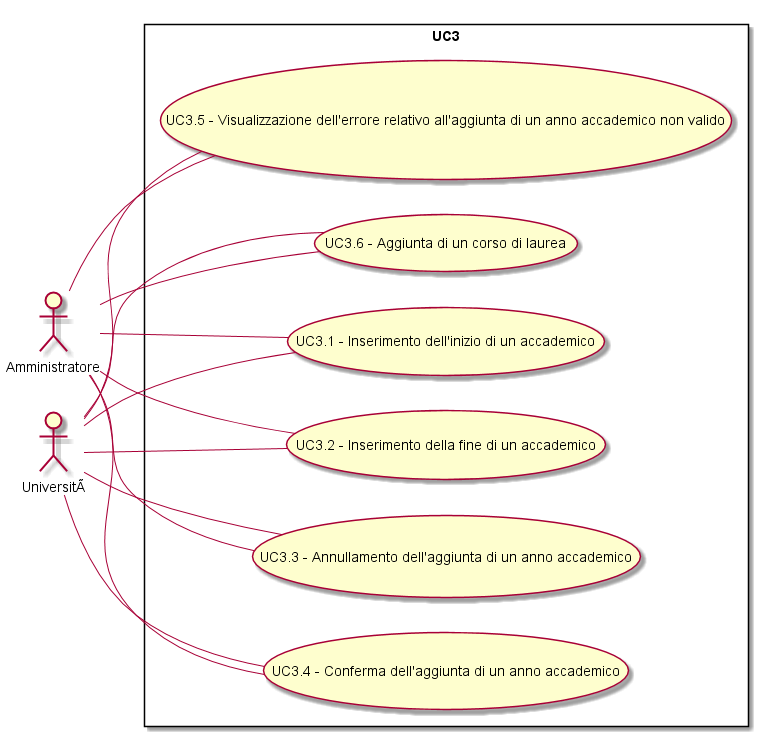 UC3
UC3.5 - Visualizzazione dell'errore relativo all'aggiunta di un anno accademico non valido
UC3.6 - Aggiunta di un corso di laurea
UC3.1 - Inserimento dell'inizio di un accademico
Amministratore
UC3.2 - Inserimento della fine di un accademico
UniversitÃ
UC3.3 - Annullamento dell'aggiunta di un anno accademico
UC3.4 - Conferma dell'aggiunta di un anno accademico